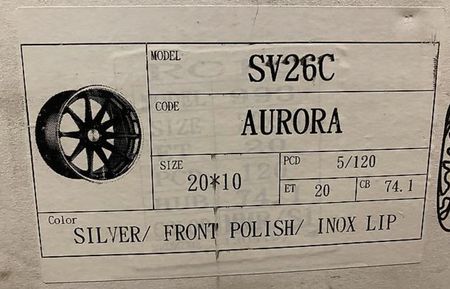 MODEL SV26C
CODE AURORA
SIZE 20*10 PCD 5/120
ET 20 CB 74.1
Color
SILVER/ FRONT POLISH/ INOX LIP